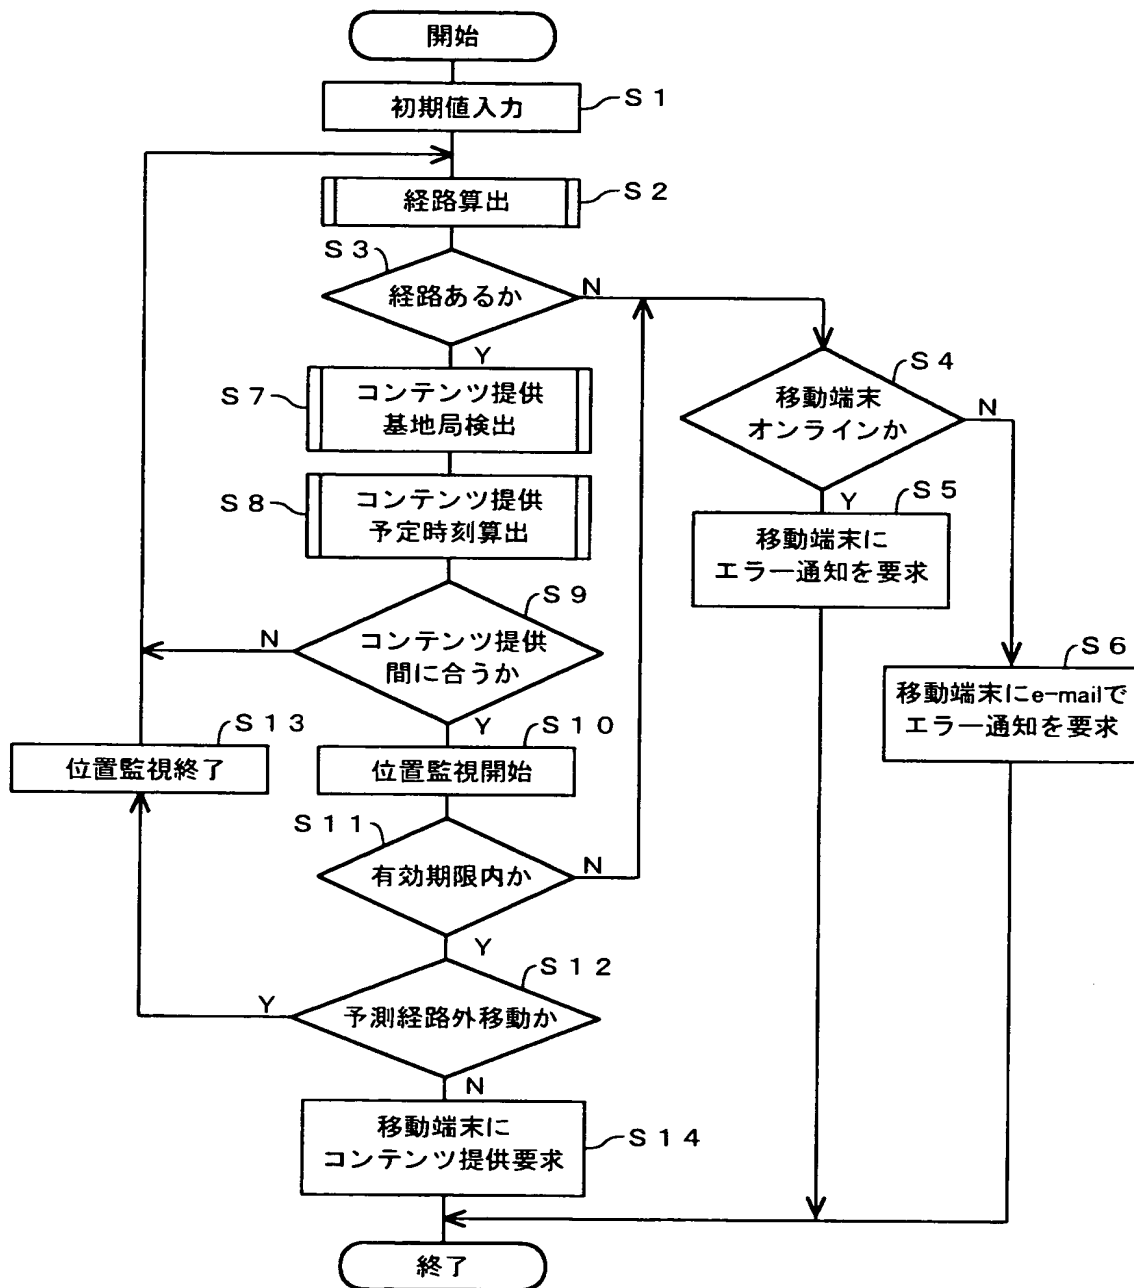 開始
初期値入力
S1
経路算出
S2
S3
経路あるか
N
Y
S4
移動端末
オンラインか
N
Y
S7
コンテンツ提供
基地局検出
S8
コンテンツ提供
予定時刻算出
S5
移動端末に
エラー通知を要求
S9
コンテンツ提供
間に合うか
N
Y
S6
移動端末にe-mailで
エラー通知を要求
S13
位置監視終了
S10
位置監視開始
S11
有効期限内か
N
Y
S12
予測経路外移動か
Y
N
移動端末に
コンテンツ提供要求
S14
終了